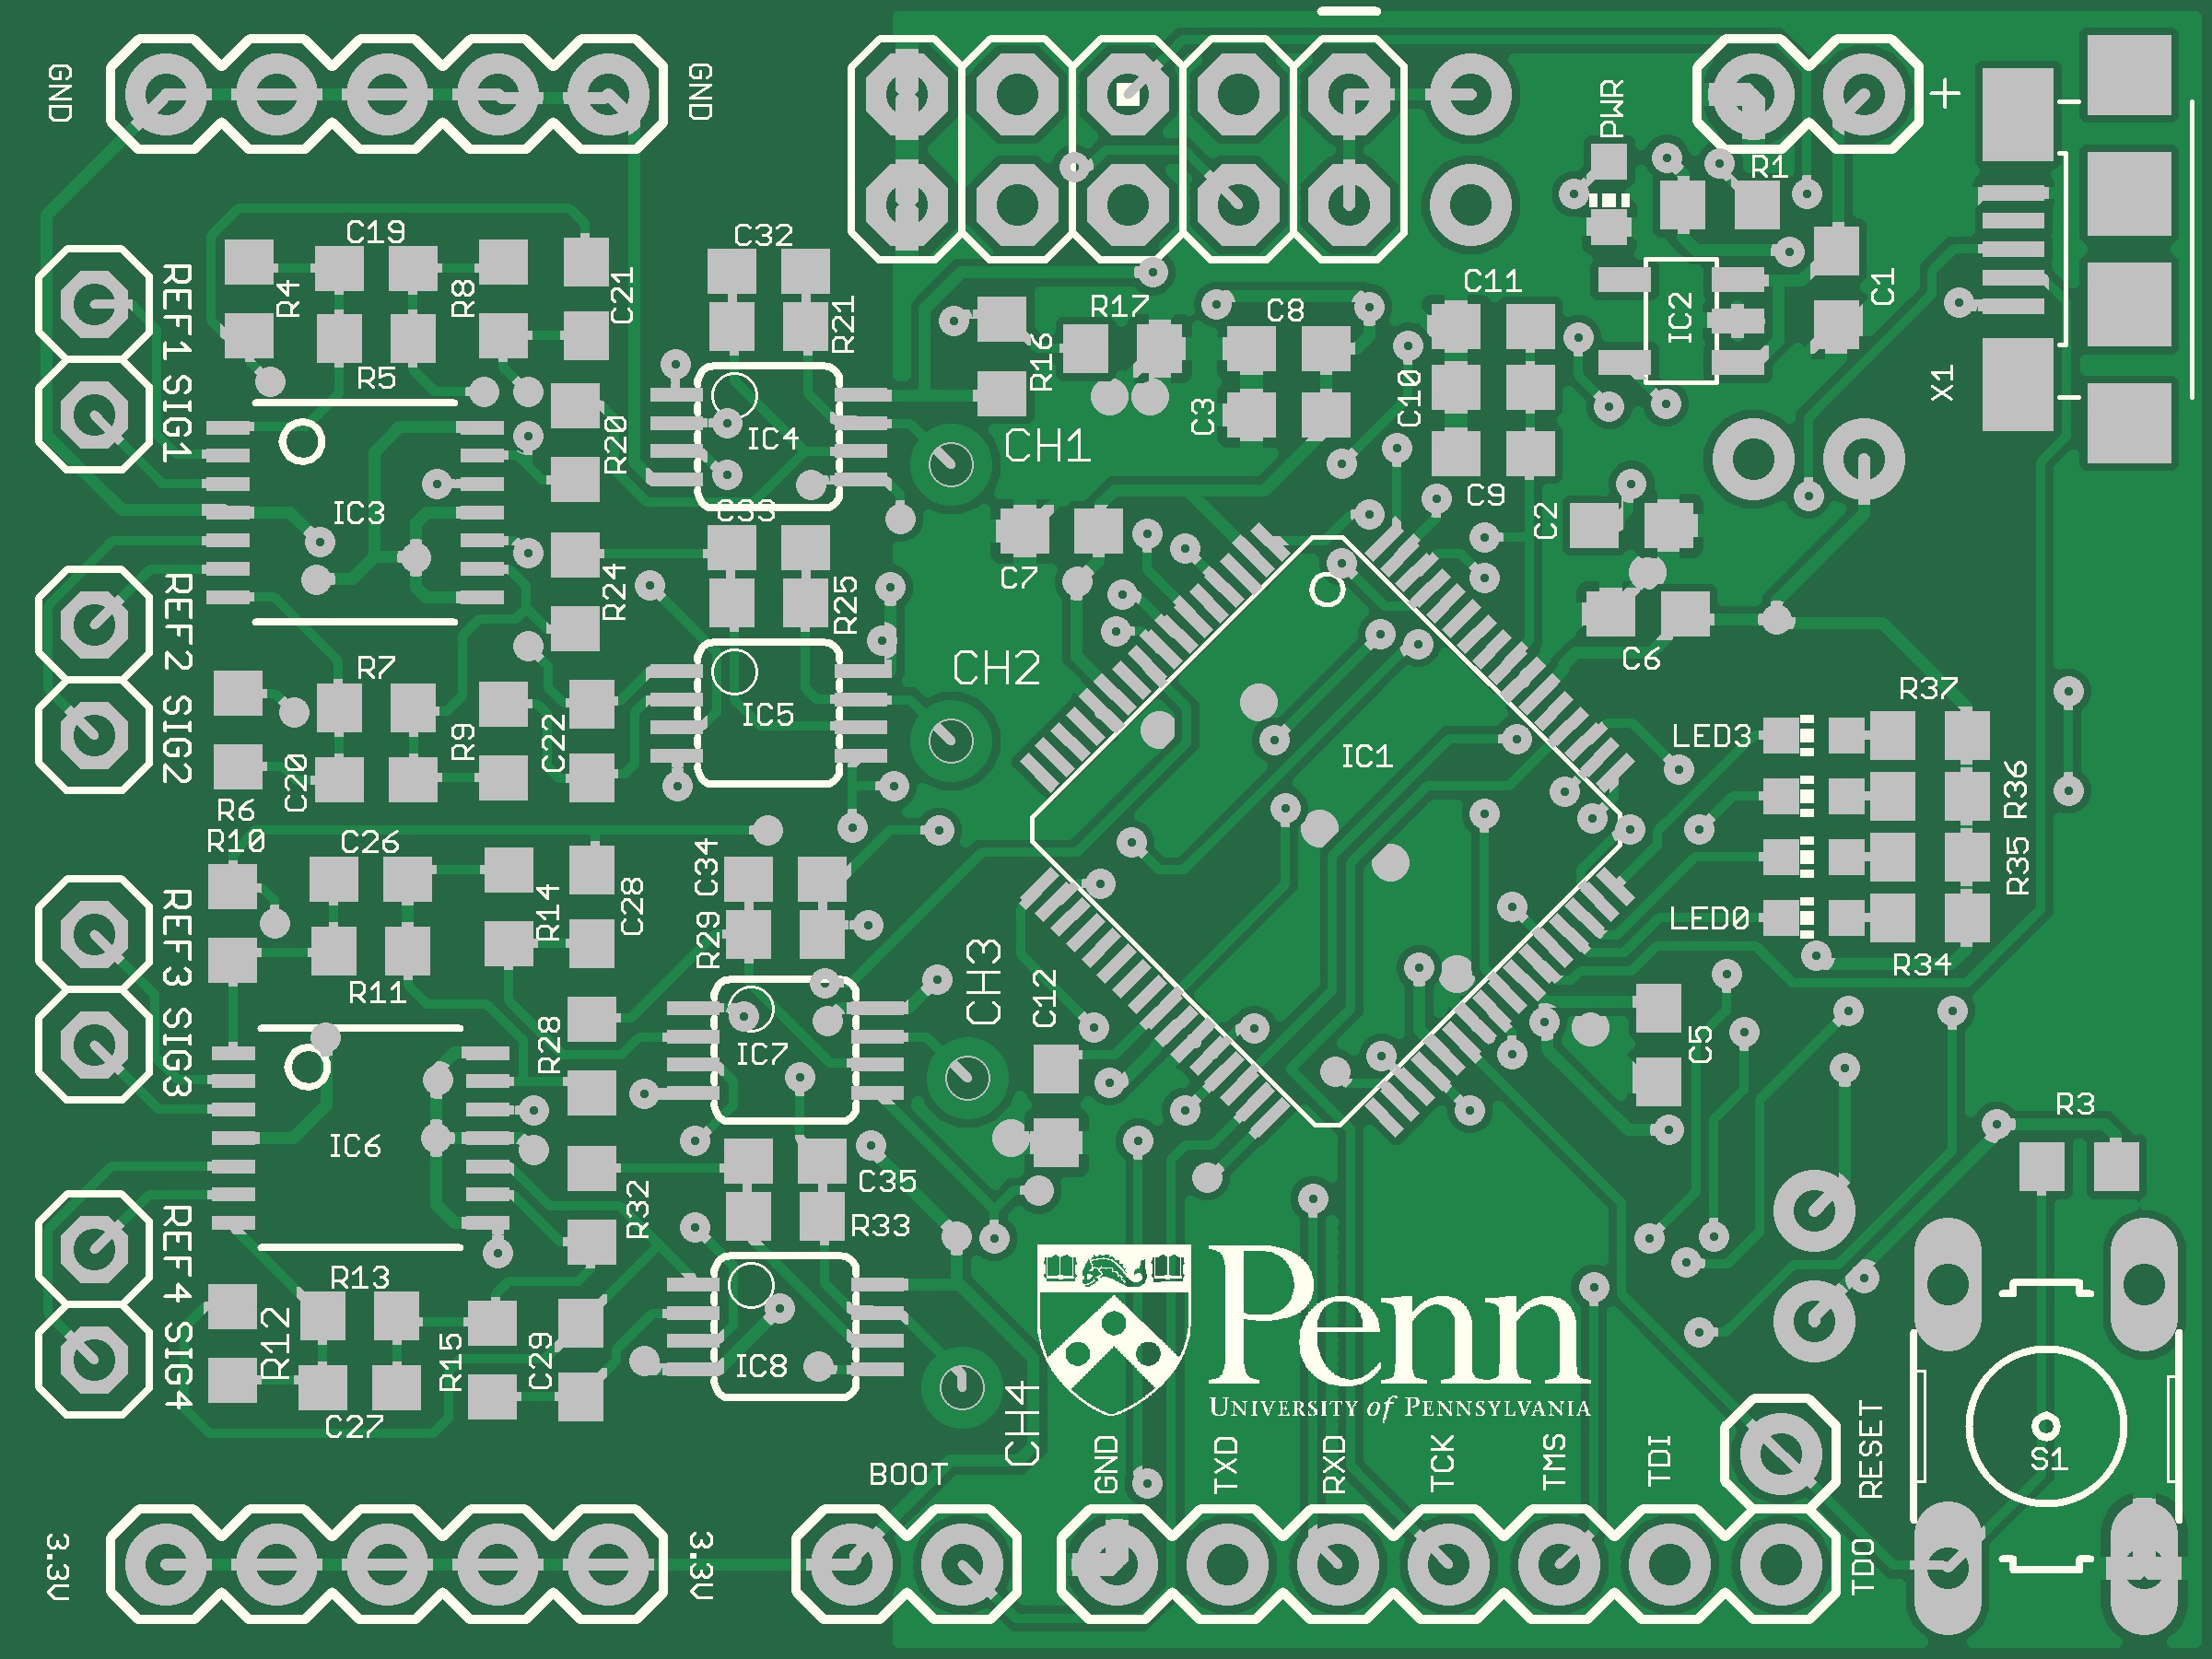 GND
GND
PWR
+
R1
C19
R4
R8
C21
C32
R21
REF1 SIG1
R5
R17
C8
C11
IC2
C1
R16
C3
C10
X1
R20
IC4
CH1
IC3
C33
C9
C2
C7
R24
R25
REF2 SIG2
R7
CH2
C6
R37
R9
C22
IC5
IC1
LED3
C20
R6
R36
R10
C26
C34
R35
C28
R14
R29
LED0
REF3 SIG3
R11
CH3
C12
R34
R28
IC7
C5
IC6
R3
C35
R32
R33
REF4 SIG4
R13
R12
R15
C29
IC8
C27
CH4
Penn
UNIVERSITY of PENNSYLVANIA
BOOT
GND
TXD
RXD
TCK
TMS
TDI
RESET
S1
3.3V
3.3V
TDO